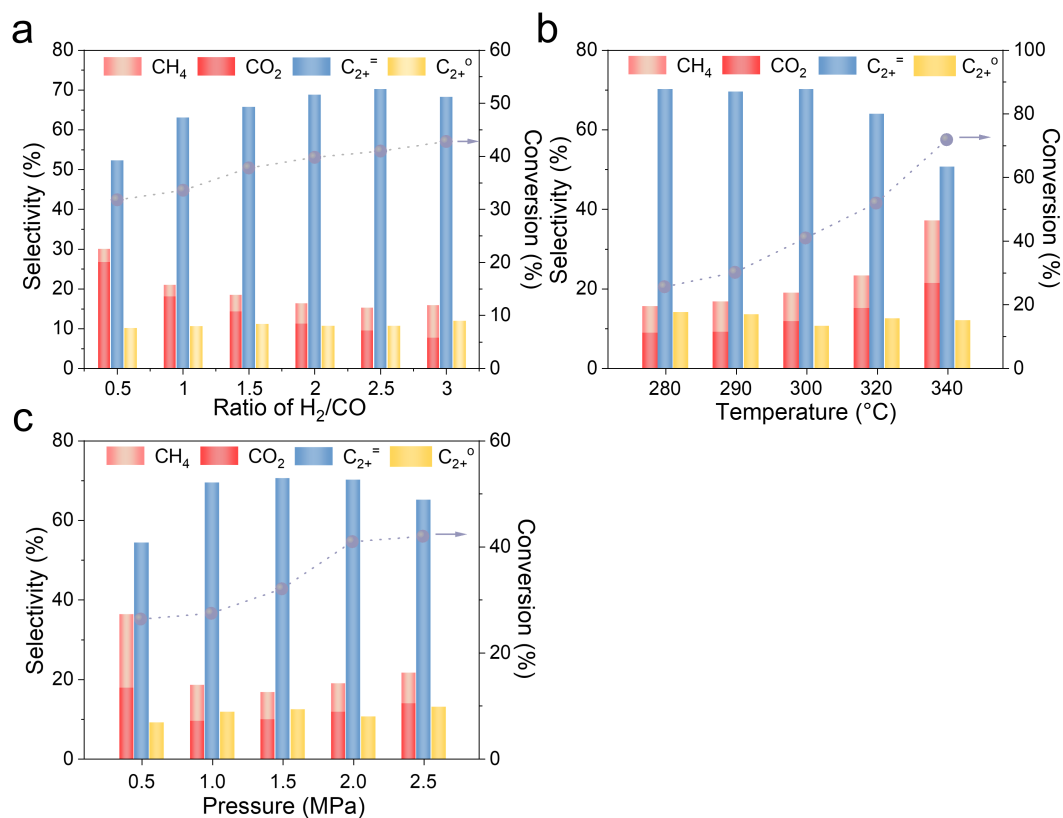 a
CH₄ CO₂ C₂₊⁼ C₂₊ᵒ
Selectivity (%)
Conversion (%)
80
70
60
50
40
30
20
10
0
60
50
40
30
20
10
0
0.5 1 1.5 2 2.5 3
Ratio of H₂/CO
b
CH₄ CO₂ C₂₊⁼ C₂₊ᵒ
Selectivity (%)
Conversion (%)
80
60
40
20
0
100
80
60
40
20
0
280 290 300 320 340
Temperature (°C)
c
CH₄ CO₂ C₂₊⁼ C₂₊ᵒ
Selectivity (%)
Conversion (%)
80
60
40
20
0
60
40
20
0
0.5 1.0 1.5 2.0 2.5
Pressure (MPa)